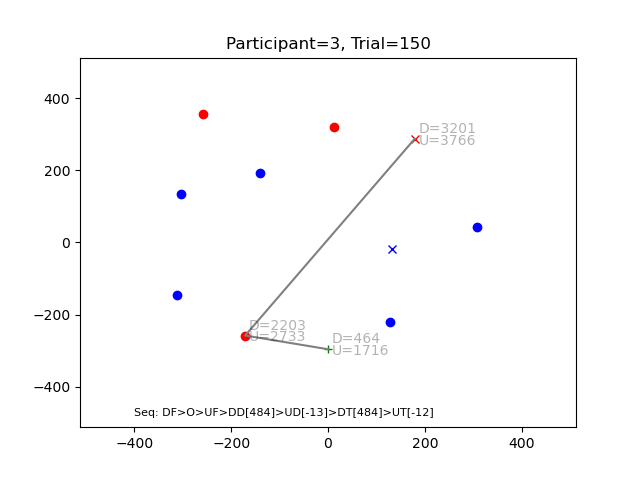 Participant=3, Trial=150
400
200
0
−200
−400
D=3201
U=3766
D=2203
U=2733
D=464
U=1716
Seq: DF>O>UF>DD[484]>UD[-13]>DT[484]>UT[-12]
−400 −200 0 200 400